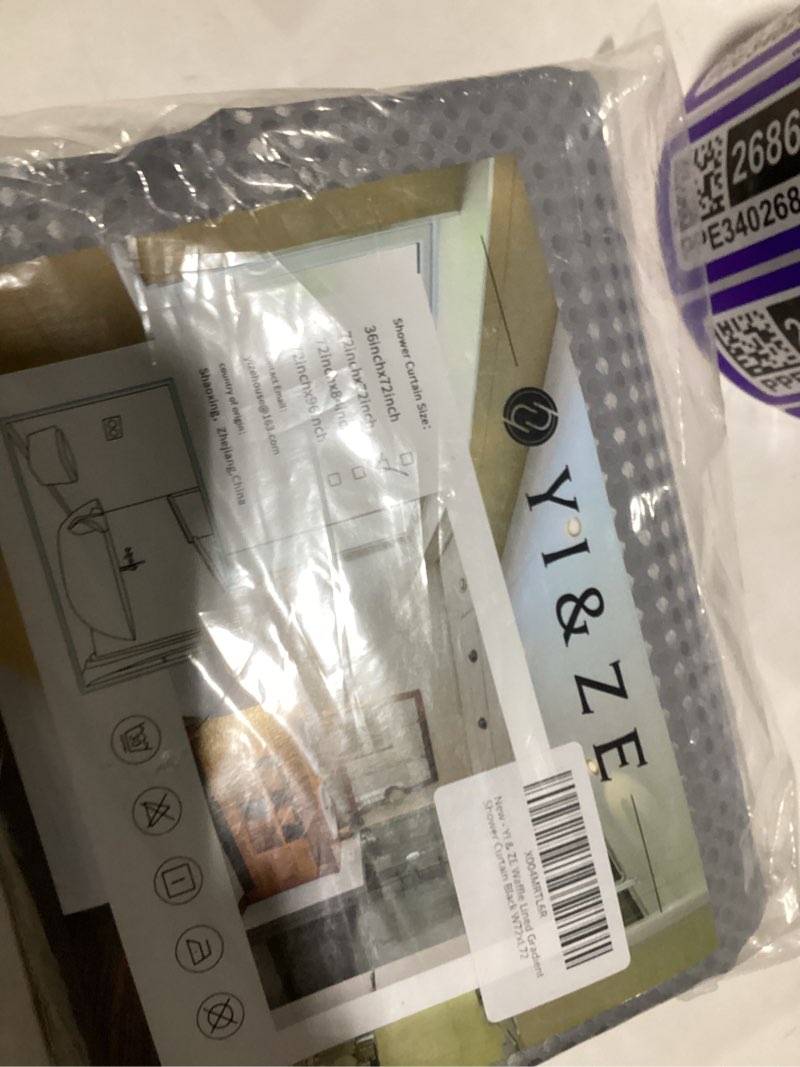 YI & ZE
Shower Curtain Size:
36inchx72inch
72inchx72inch
72inchx84inch
72inchx96inch
Contact Email:
yizehouse@163.com
country of origin:
Shaoxing, Zhejiang,China
X004MRTL6R
New - YI & ZE Waffle Lined Gradient
Shower Curtain Black W72xL72
2686
E340268